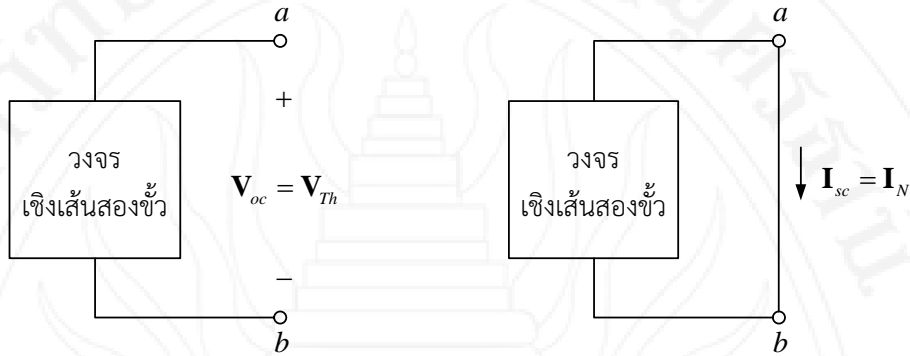 a
+
วงจร
เชิงเส้นสองขั้ว
V_oc = V_Th
−
b
a
วงจร
เชิงเส้นสองขั้ว
I_sc = I_N
b